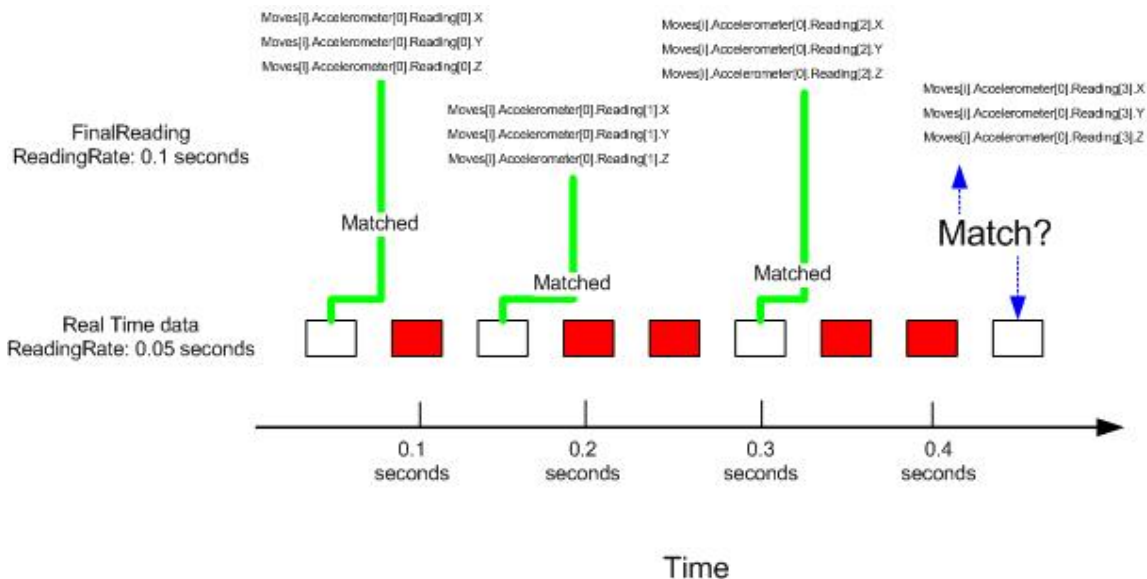 Moves[i].Accelerometer[0].Reading[0].X
Moves[i].Accelerometer[0].Reading[0].Y
Moves[i].Accelerometer[0].Reading[0].Z
Moves[i].Accelerometer[0].Reading[2].X
Moves[i].Accelerometer[0].Reading[2].Y
Moves[i].Accelerometer[0].Reading[2].Z
Moves[i].Accelerometer[0].Reading[1].X
Moves[i].Accelerometer[0].Reading[1].Y
Moves[i].Accelerometer[0].Reading[1].Z
Moves[i].Accelerometer[0].Reading[3].X
Moves[i].Accelerometer[0].Reading[3].Y
Moves[i].Accelerometer[0].Reading[3].Z
FinalReading
ReadingRate: 0.1 seconds
Matched
Matched
Matched
Match?
Real Time data
ReadingRate: 0.05 seconds
0.1
seconds
0.2
seconds
0.3
seconds
0.4
seconds
Time